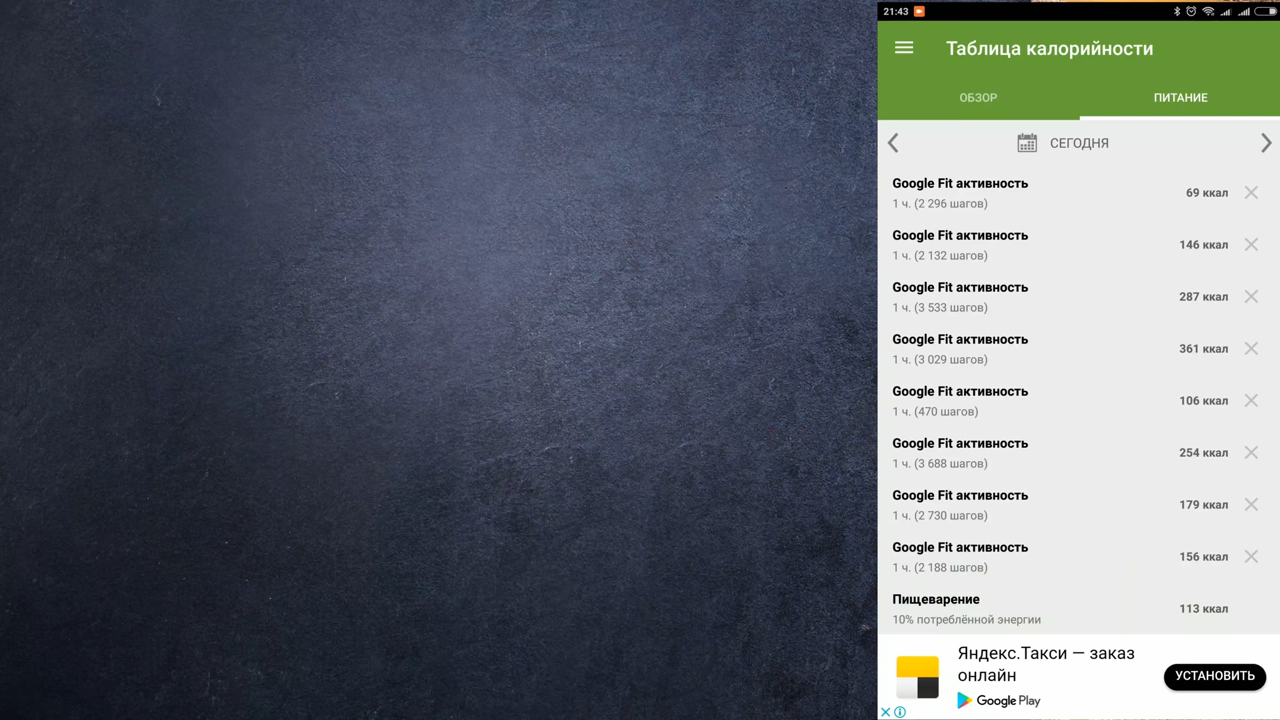 21:43
Таблица калорийности
ОБЗОР
ПИТАНИЕ
СЕГОДНЯ
Google Fit активность
69 ккал
1 ч. (2 296 шагов)
Google Fit активность
146 ккал
1 ч. (2 132 шагов)
Google Fit активность
287 ккал
1 ч. (3 533 шагов)
Google Fit активность
361 ккал
1 ч. (3 029 шагов)
Google Fit активность
106 ккал
1 ч. (470 шагов)
Google Fit активность
254 ккал
1 ч. (3 688 шагов)
Google Fit активность
179 ккал
1 ч. (2 730 шагов)
Google Fit активность
156 ккал
1 ч. (2 188 шагов)
Пищеварение
113 ккал
10% потреблённой энергии
Яндекс.Такси — заказ
онлайн
УСТАНОВИТЬ
Google Play